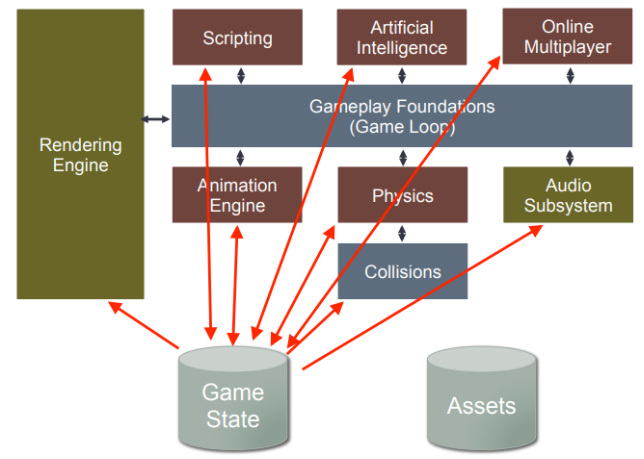 Scripting
Artificial
Intelligence
Online
Multiplayer
Gameplay Foundations
(Game Loop)
Rendering
Engine
Animation
Engine
Physics
Audio
Subsystem
Collisions
Game
State
Assets